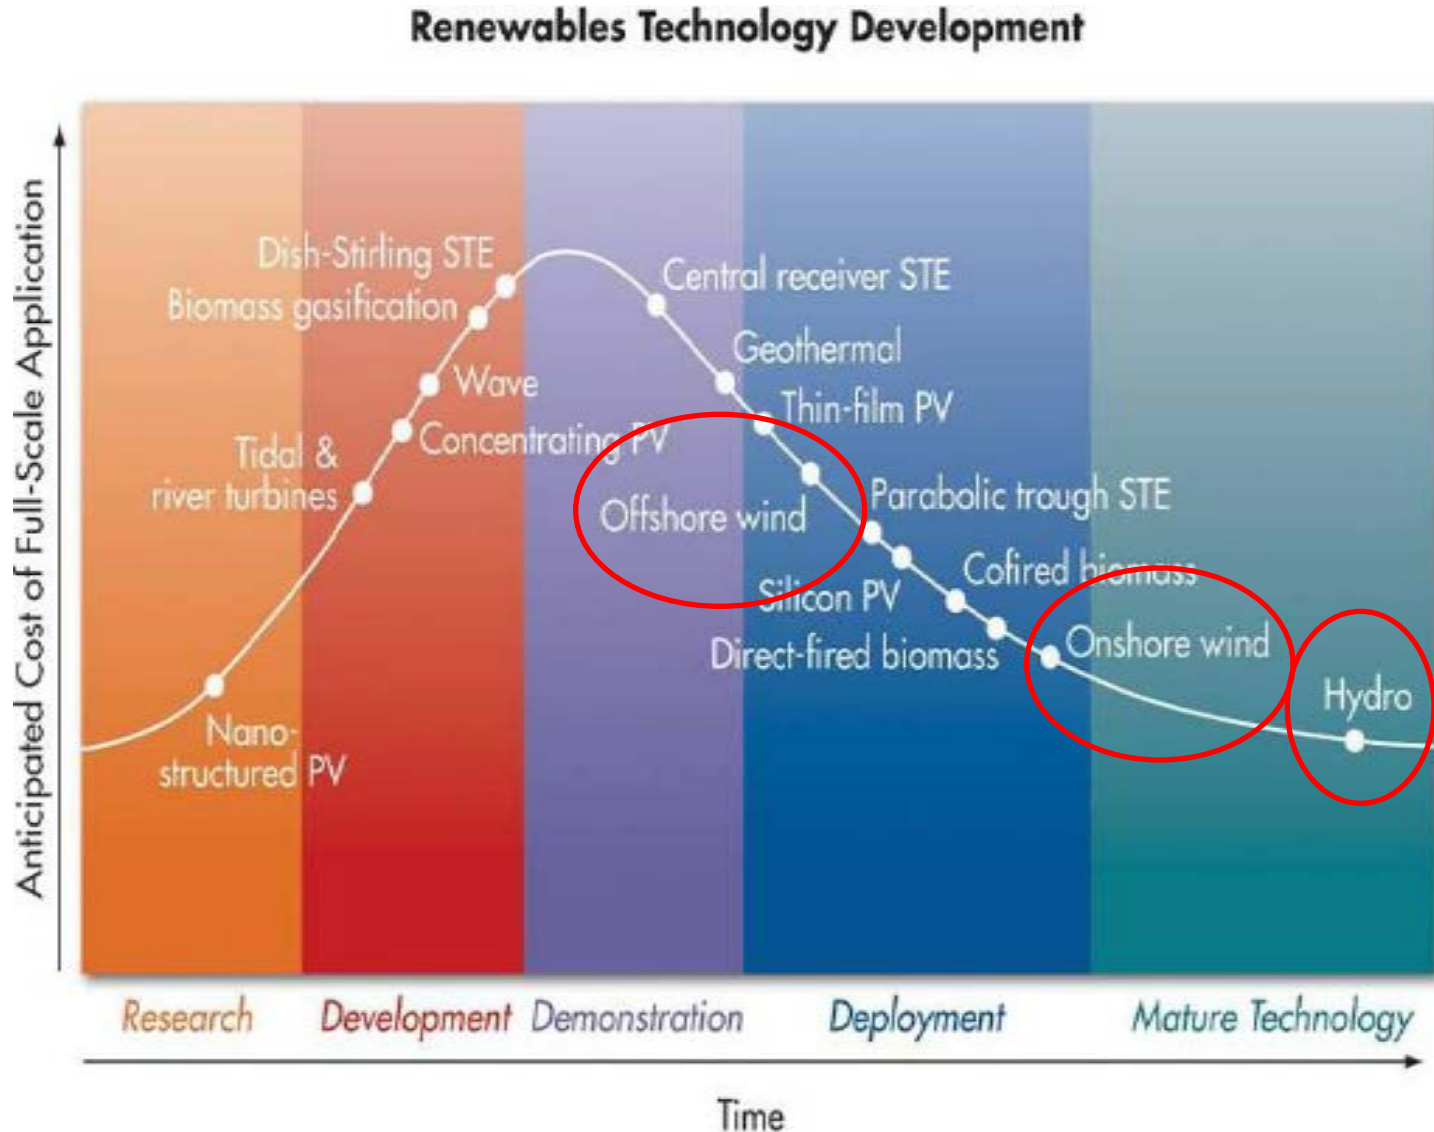 Renewables Technology Development
Anticipated Cost of Full-Scale Application
Dish-Stirling STE
Biomass gasification
Wave
Concentrating PV
Tidal &
river turbines
Nano-
structured PV
Central receiver STE
Geothermal
Thin-film PV
Offshore wind
Parabolic trough STE
Silicon PV
Cofired biomass
Direct-fired biomass
Onshore wind
Hydro
Research
Development
Demonstration
Deployment
Mature Technology
Time